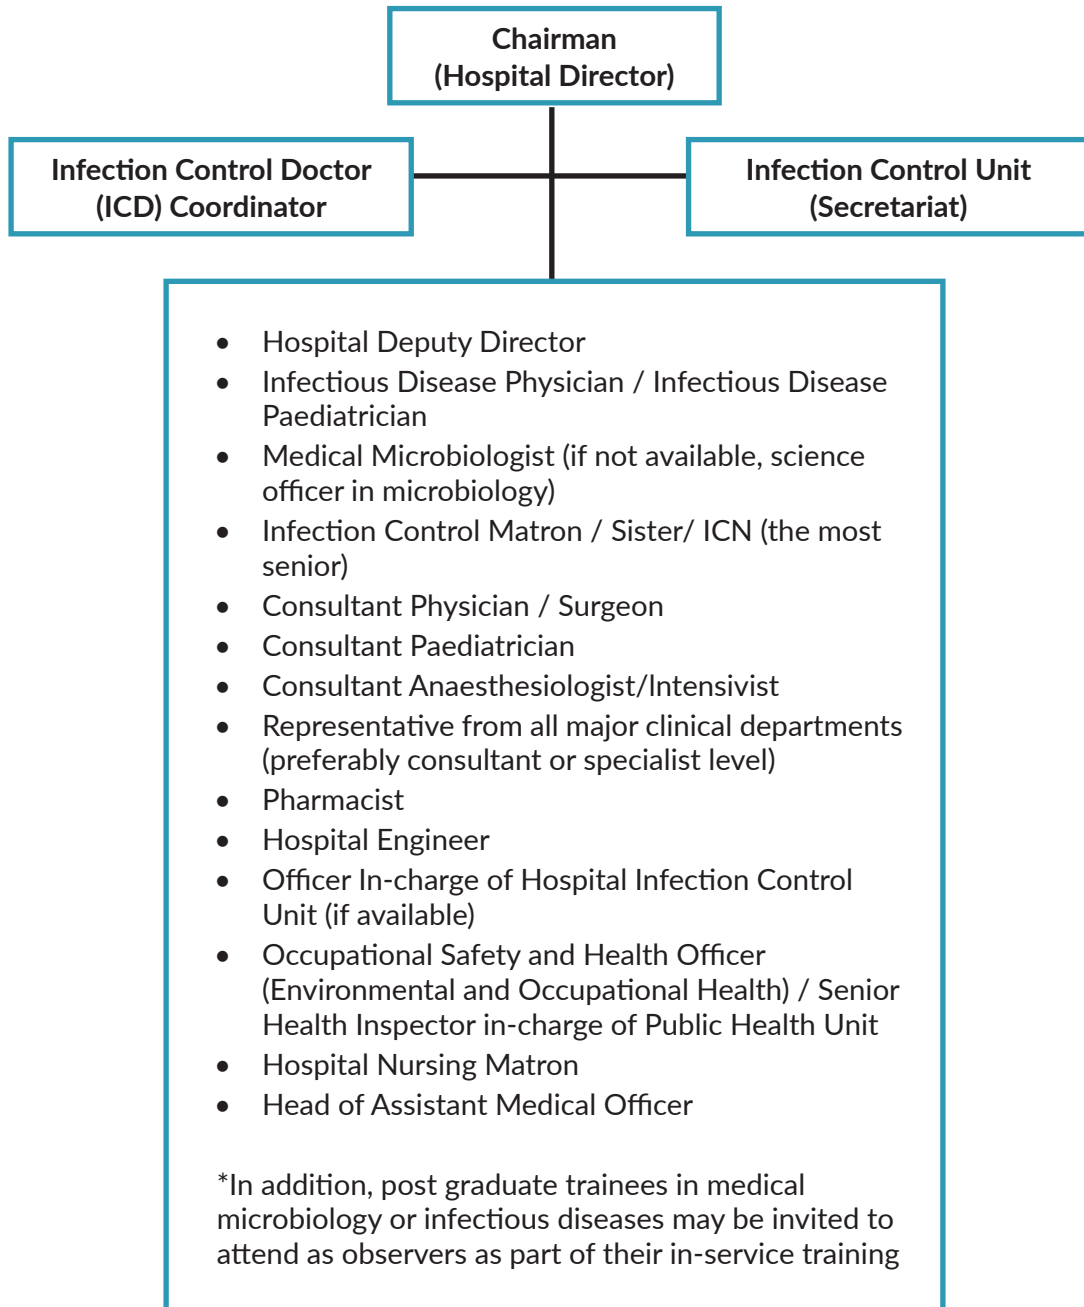 Chairman
(Hospital Director)
Infection Control Doctor
(ICD) Coordinator
Infection Control Unit
(Secretariat)
• Hospital Deputy Director
• Infectious Disease Physician / Infectious Disease
Paediatrician
• Medical Microbiologist (if not available, science
officer in microbiology)
• Infection Control Matron / Sister/ ICN (the most
senior)
• Consultant Physician / Surgeon
• Consultant Paediatrician
• Consultant Anaesthesiologist/Intensivist
• Representative from all major clinical departments
(preferably consultant or specialist level)
• Pharmacist
• Hospital Engineer
• Officer In-charge of Hospital Infection Control
Unit (if available)
• Occupational Safety and Health Officer
(Environmental and Occupational Health) / Senior
Health Inspector in-charge of Public Health Unit
• Hospital Nursing Matron
• Head of Assistant Medical Officer
*In addition, post graduate trainees in medical
microbiology or infectious diseases may be invited to
attend as observers as part of their in-service training